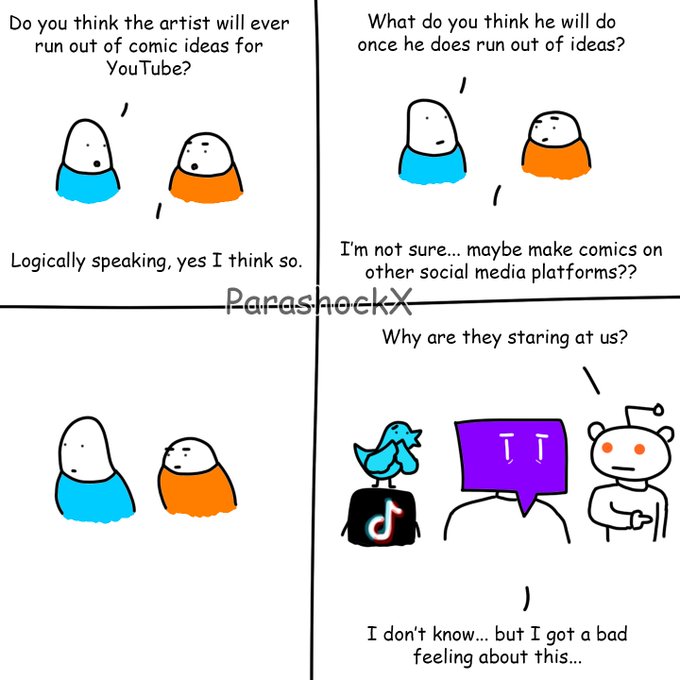 Do you think the artist will ever
run out of comic ideas for
YouTube?
Logically speaking, yes I think so.
What do you think he will do
once he does run out of ideas?
I'm not sure... maybe make comics on
other social media platforms??
ParashockX
Why are they staring at us?
I don't know... but I got a bad
feeling about this...